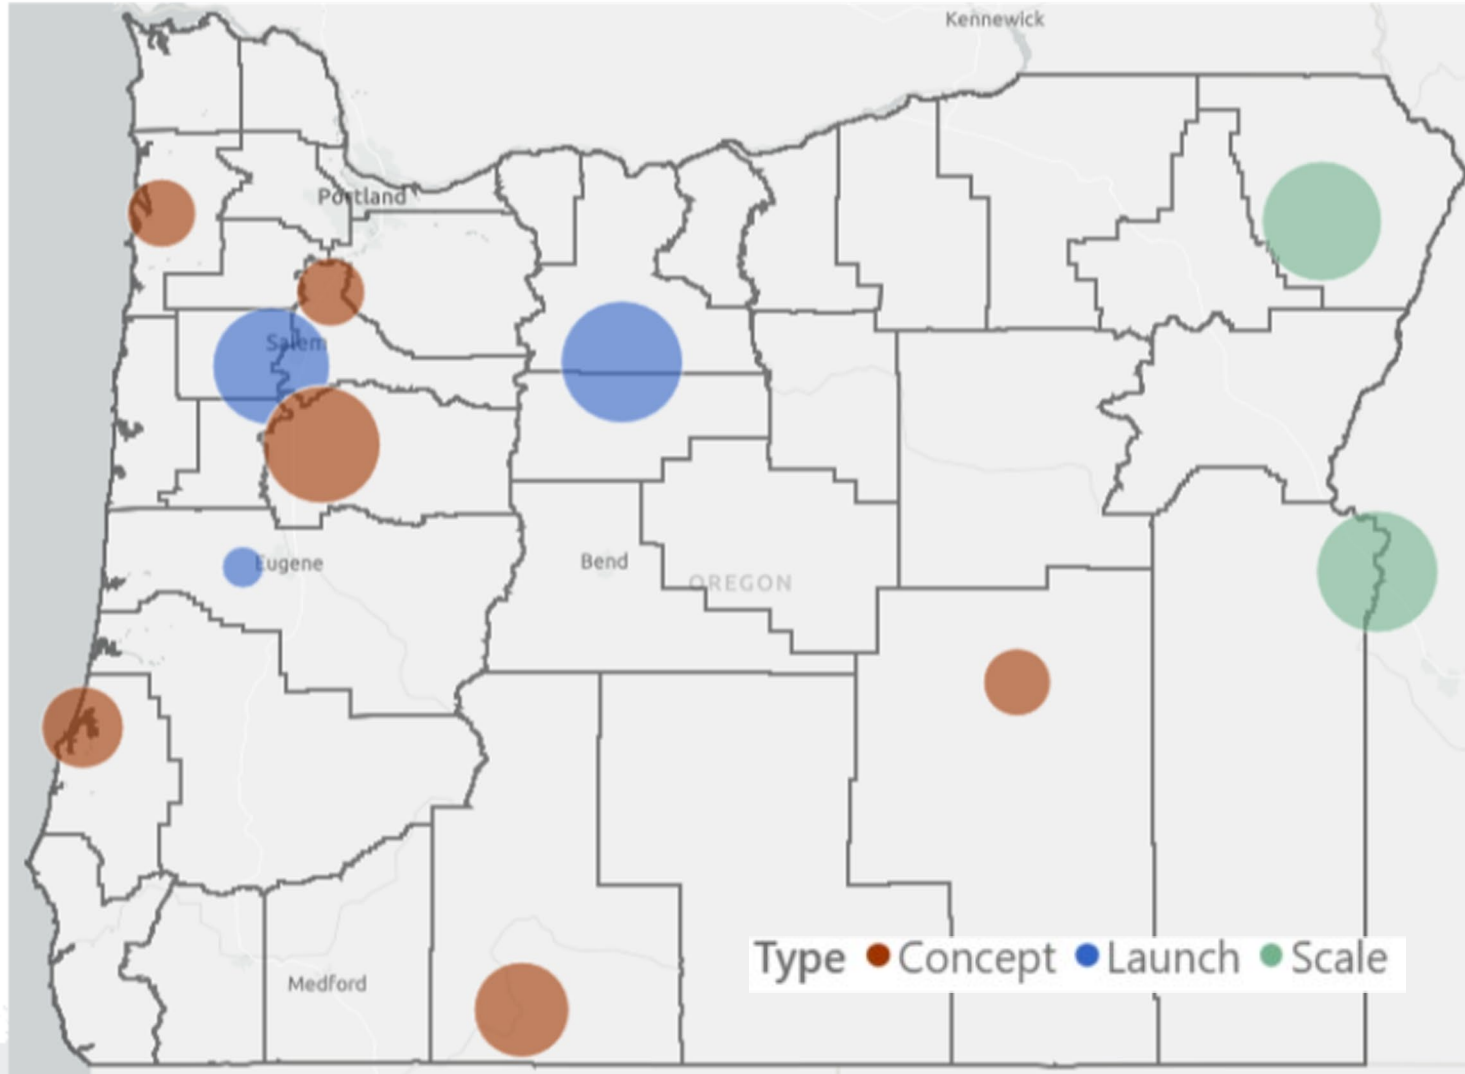 Kennewick
Portland
Salem
Eugene
Bend
OREGON
Medford
Type Concept Launch Scale